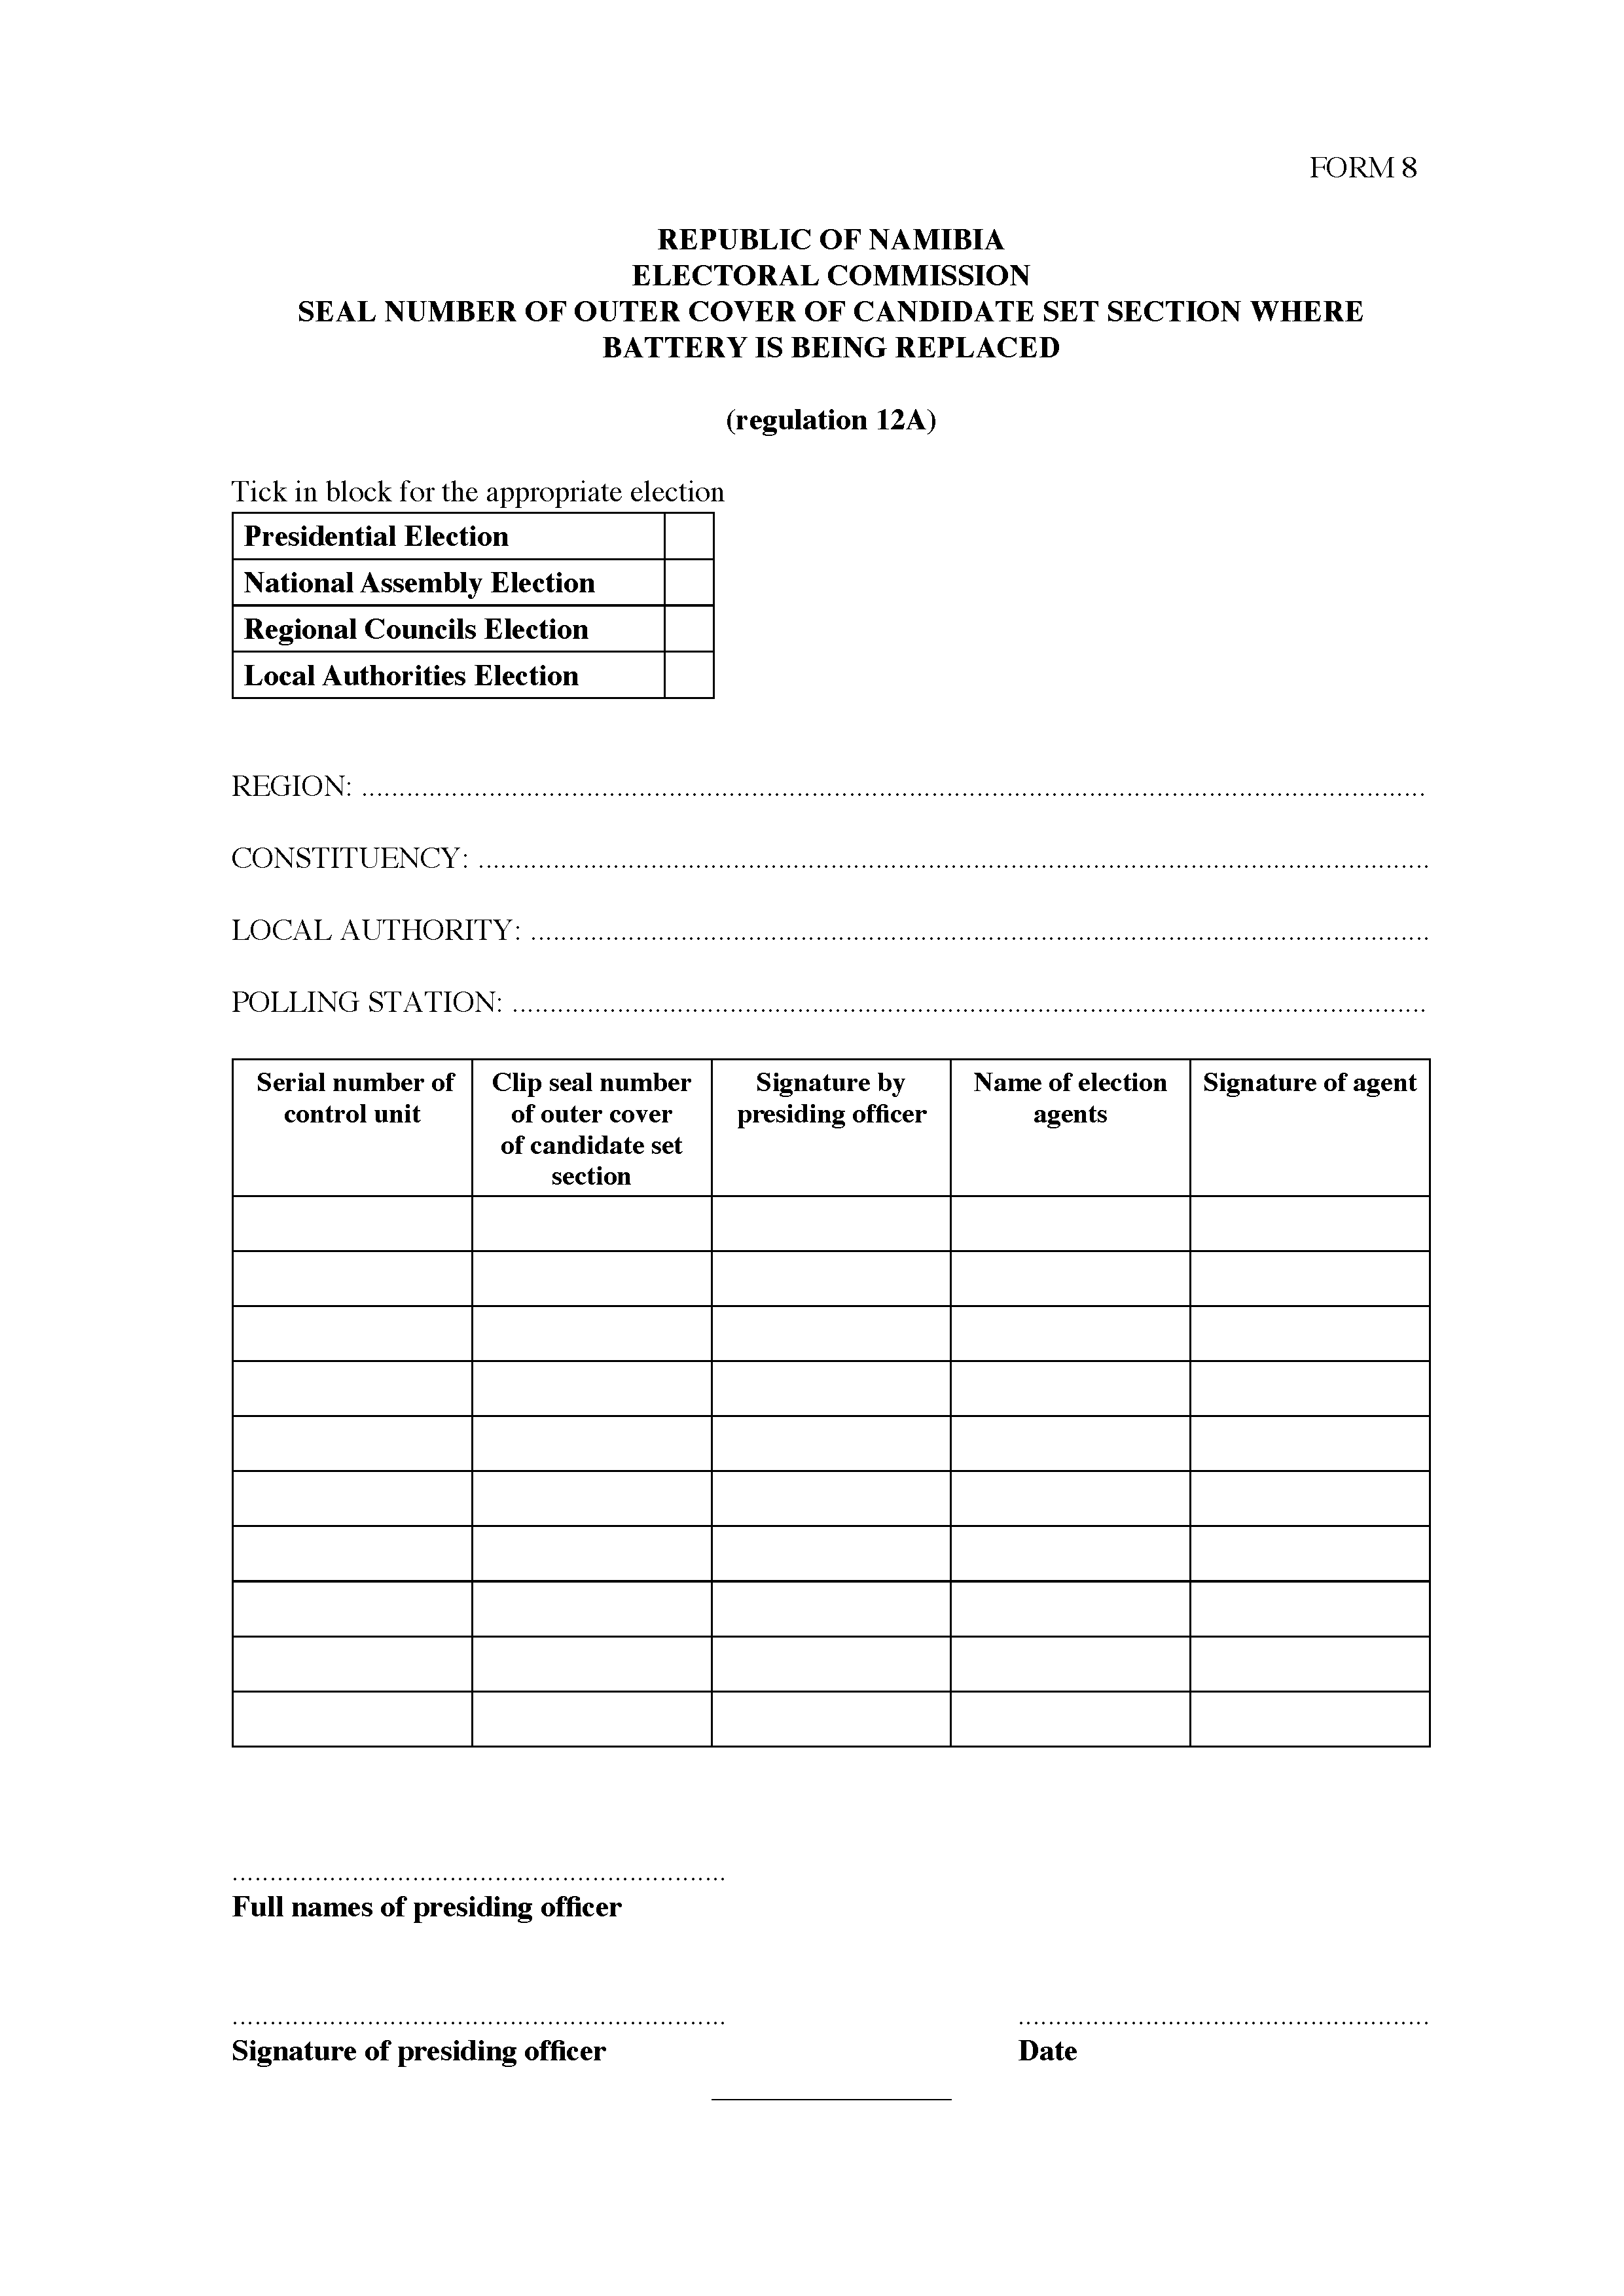 FORM 8
REPUBLIC OF NAMIBIA
ELECTORAL COMMISSION
SEAL NUMBER OF OUTER COVER OF CANDIDATE SET SECTION WHERE
BATTERY IS BEING REPLACED
(regulation 12A)
Tick in block for the appropriate election
Presidential Election
National Assembly Election
Regional Councils Election
Local Authorities Election
REGION: ..............................................................................................................................................
CONSTITUENCY: ...............................................................................................................................
LOCAL AUTHORITY: ........................................................................................................................
POLLING STATION: ..........................................................................................................................
Serial number of
control unit
Clip seal number
of outer cover
of candidate set
section
Signature by
presiding officer
Name of election
agents
Signature of agent
..................................................................
Full names of presiding officer
..................................................................
Signature of presiding officer
.......................................................
Date